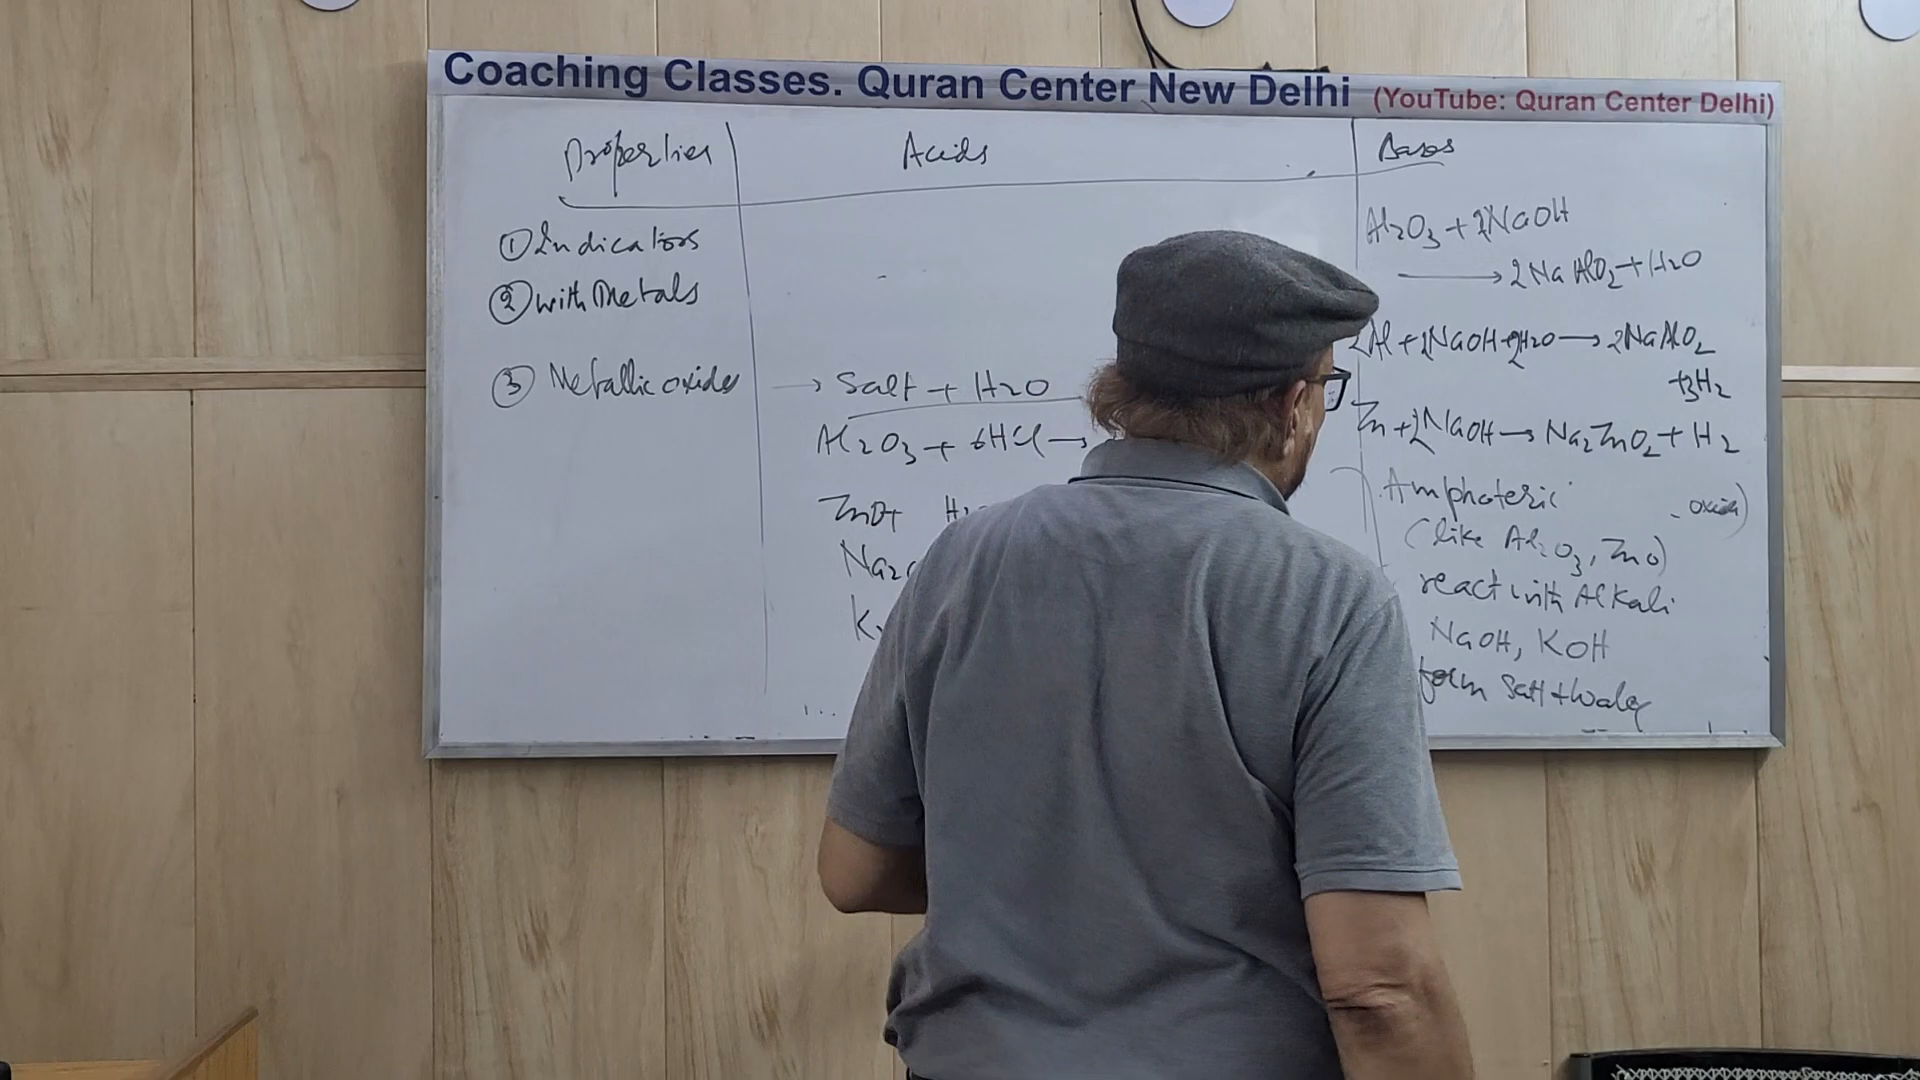 Coaching Classes. Quran Center New Delhi (YouTube: Quran Center Delhi)
Properties Acids Bases
① Indicators
② with Metals
③ Metallic oxides
→ Salt + H2O
Al2O3 + 6HCl →
ZnO+
Na2
Al2O3 + 2NaOH
→ 2NaAlO2 + H2O
2Al + 2NaOH + 2H2O → 2NaAlO2
+3H2
Zn + 2NaOH → Na2ZnO2 + H2
Amphoteric
(like Al2O3, ZnO)
react with Alkali
NaOH, KOH
form Salt + Water